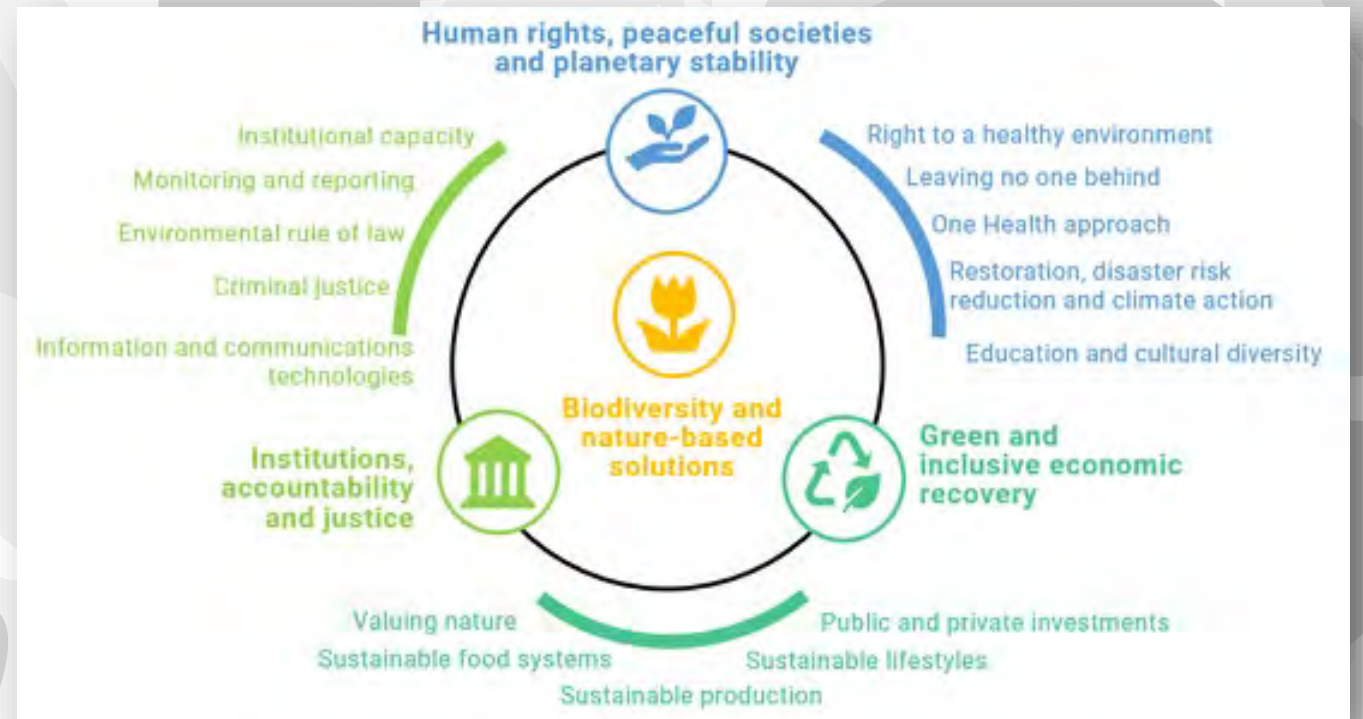 Human rights, peaceful societies
and planetary stability
Institutional capacity
Monitoring and reporting
Environmental rule of law
Criminal justice
Information and communications
technologies
Right to a healthy environment
Leaving no one behind
One Health approach
Restoration, disaster risk
reduction and climate action
Education and cultural diversity
Biodiversity and
nature-based
solutions
Institutions,
accountability
and justice
Green and
inclusive economic
recovery
Valuing nature
Sustainable food systems
Sustainable production
Sustainable lifestyles
Public and private investments